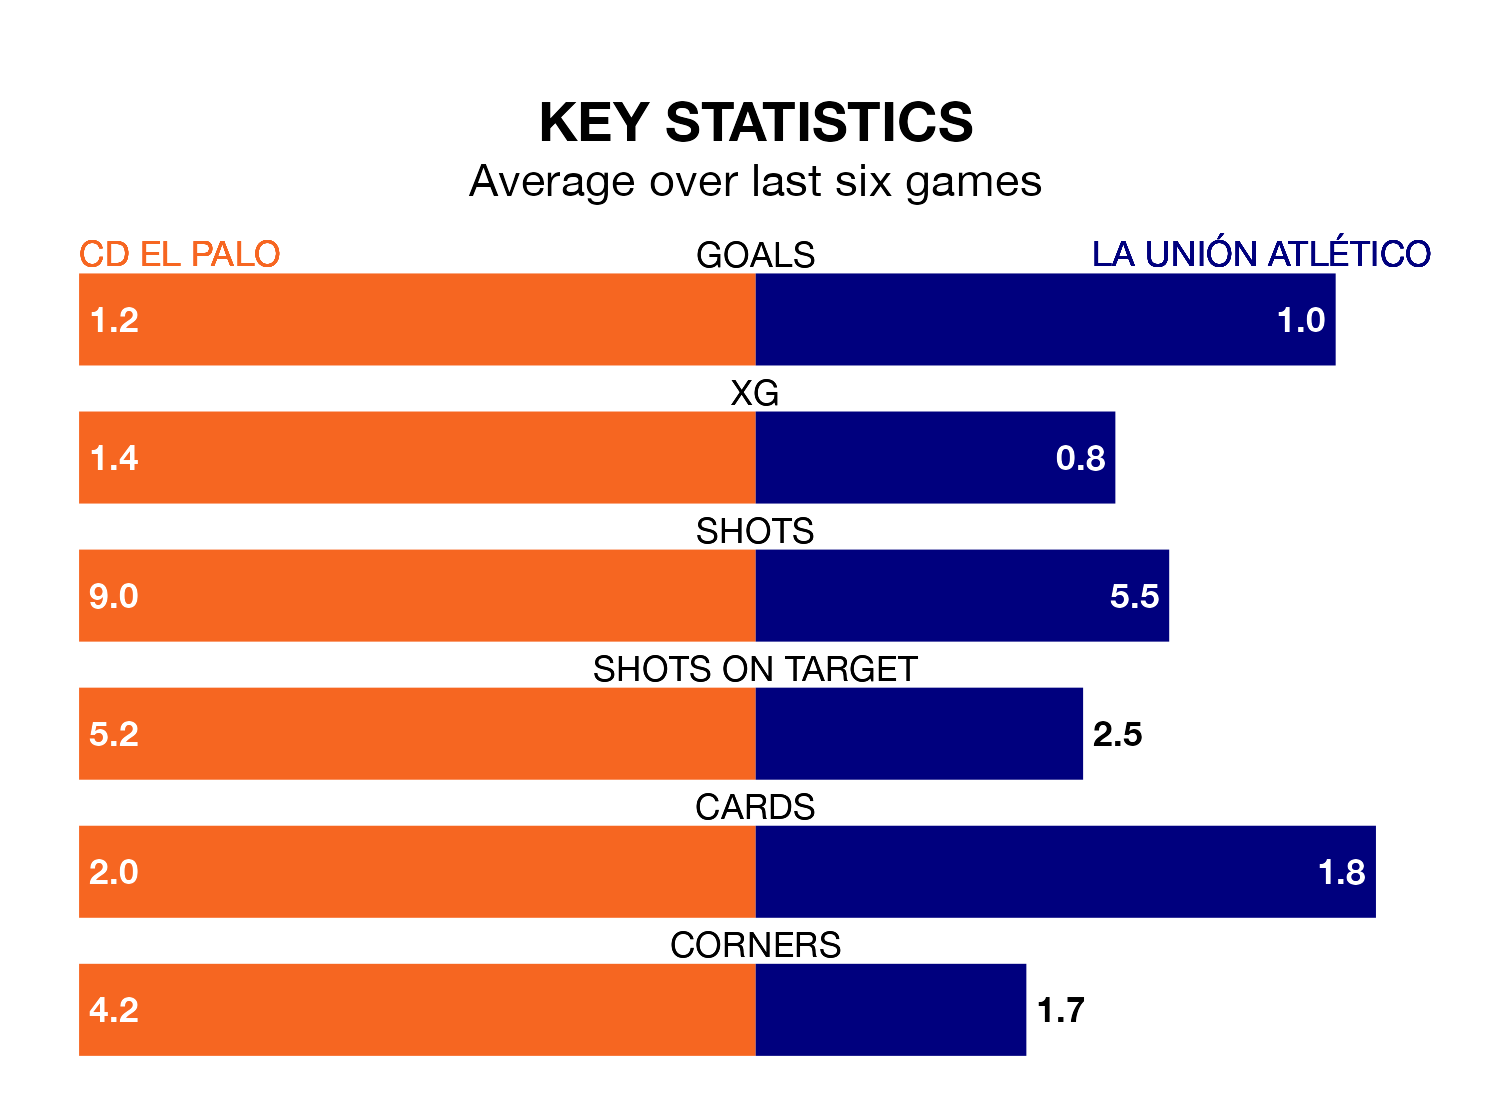 KEY STATISTICS
Average over last six games
CD EL PALO GOALS LA UNIÓN ATLÉTICO
1.2 1.0
XG
1.4 0.8
SHOTS
9.0 5.5
SHOTS ON TARGET
5.2 2.5
CARDS
2.0 1.8
CORNERS
4.2 1.7